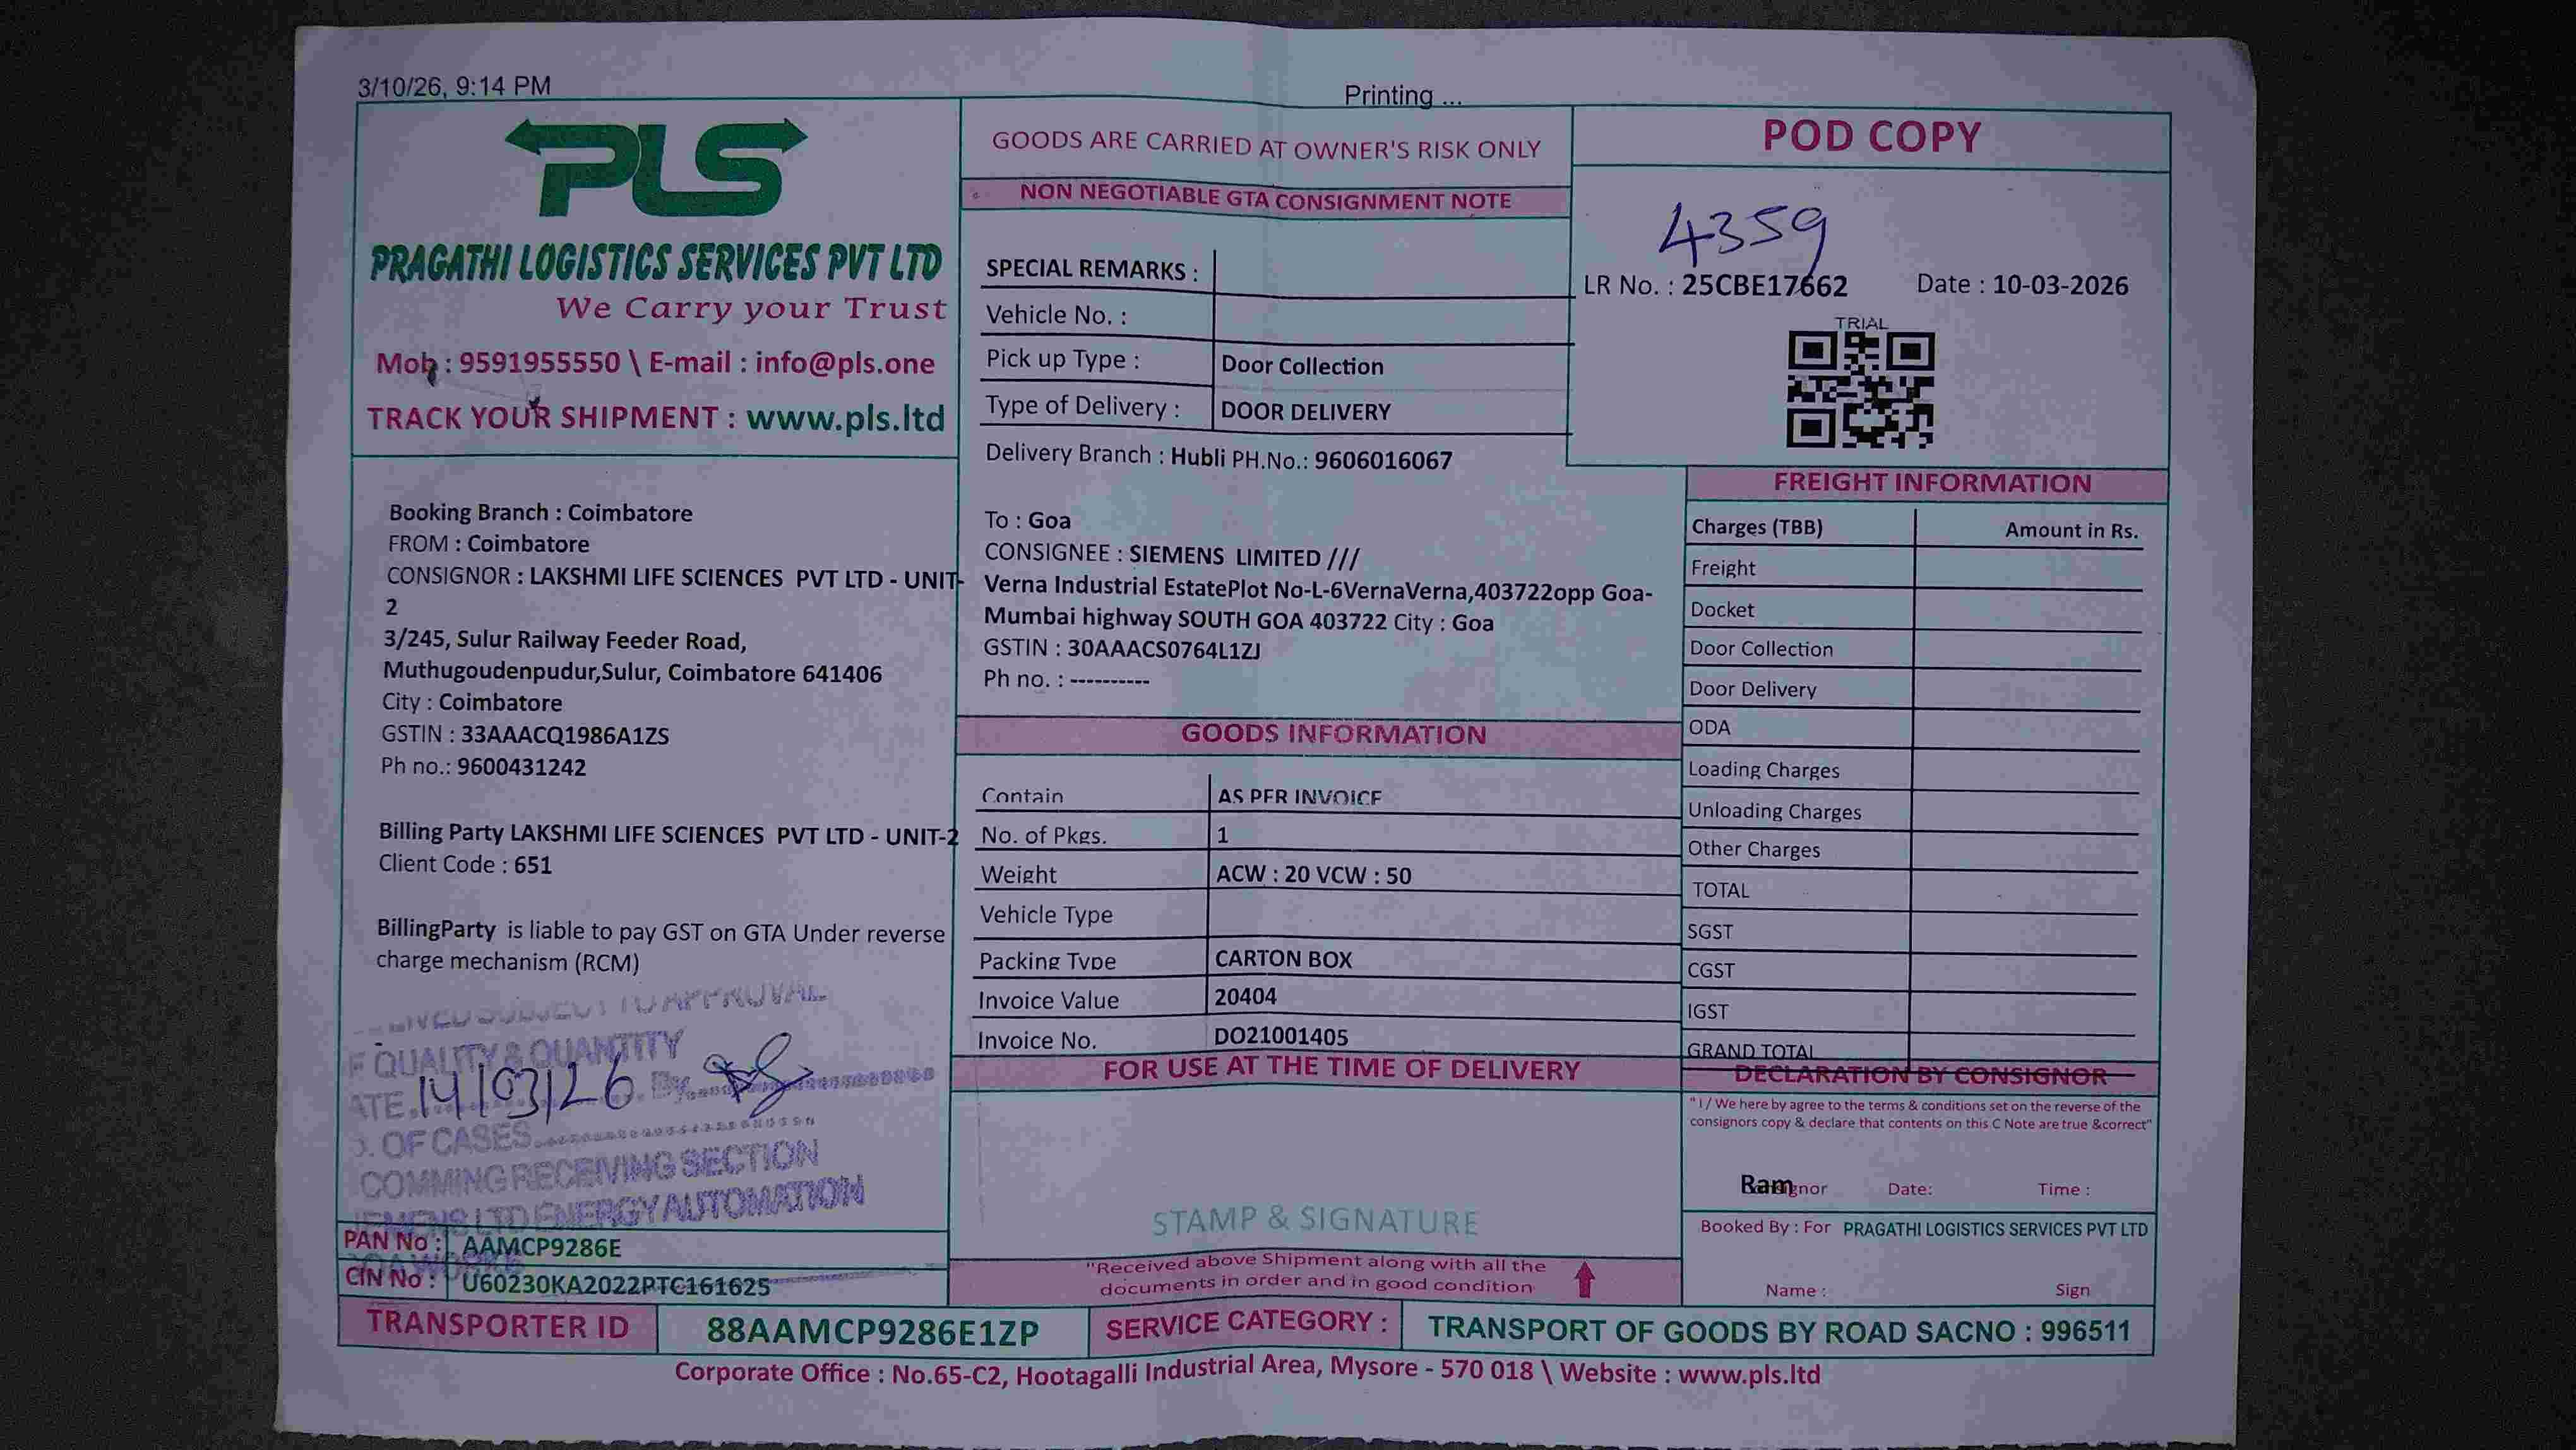 3/10/26, 9:14 PM
Printing ...
PLS
PRAGATHI LOGISTICS SERVICES PVT LTD
We Carry your Trust
Mob : 9591955550 \ E-mail : info@pls.one
TRACK YOUR SHIPMENT : www.pls.ltd
GOODS ARE CARRIED AT OWNER'S RISK ONLY
NON NEGOTIABLE GTA CONSIGNMENT NOTE
SPECIAL REMARKS :
Vehicle No. :
Pick up Type : Door Collection
Type of Delivery : DOOR DELIVERY
Delivery Branch : Hubli PH.No.: 9606016067
POD COPY
4359
LR No. : 25CBE17662 Date : 10-03-2026
TRIAL
Booking Branch : Coimbatore
FROM : Coimbatore
CONSIGNOR : LAKSHMI LIFE SCIENCES PVT LTD - UNIT-
2
3/245, Sulur Railway Feeder Road,
Muthugoudenpudur,Sulur, Coimbatore 641406
City : Coimbatore
GSTIN : 33AAACQ1986A1ZS
Ph no.: 9600431242
Billing Party LAKSHMI LIFE SCIENCES PVT LTD - UNIT-2
Client Code : 651
BillingParty is liable to pay GST on GTA Under reverse
charge mechanism (RCM)
To : Goa
CONSIGNEE : SIEMENS LIMITED ///
Verna Industrial EstatePlot No-L-6VernaVerna,403722opp Goa-
Mumbai highway SOUTH GOA 403722 City : Goa
GSTIN : 30AAACS0764L1ZJ
Ph no. : ----------
GOODS INFORMATION
Contain AS PER INVOICE
No. of Pkgs. 1
Weight ACW : 20 VCW : 50
Vehicle Type
Packing Type CARTON BOX
Invoice Value 20404
Invoice No. DO21001405
FREIGHT INFORMATION
Charges (TBB) Amount in Rs.
Freight
Docket
Door Collection
Door Delivery
ODA
Loading Charges
Unloading Charges
Other Charges
TOTAL
SGST
CGST
IGST
GRAND TOTAL
APPROVAL
F QUALITY & QUANTITY
ATE. 14/03/26 By
. OF CASES
COMMING RECEIVING SECTION
IEMENS LTD ENERGY AUTOMATION
FOR USE AT THE TIME OF DELIVERY
STAMP & SIGNATURE
"Received above Shipment along with all the
documents in order and in good condition
DECLARATION BY CONSIGNOR
"I / We here by agree to the terms & conditions set on the reverse of the
consignors copy & declare that contents on this C Note are true &correct"
Ram
Date: Time :
Booked By : For PRAGATHI LOGISTICS SERVICES PVT LTD
Name : Sign
PAN No : AAMCP9286E
CIN No : U60230KA2022PTC161625
TRANSPORTER ID 88AAMCP9286E1ZP SERVICE CATEGORY : TRANSPORT OF GOODS BY ROAD SACNO : 996511
Corporate Office : No.65-C2, Hootagalli Industrial Area, Mysore - 570 018 \ Website : www.pls.ltd